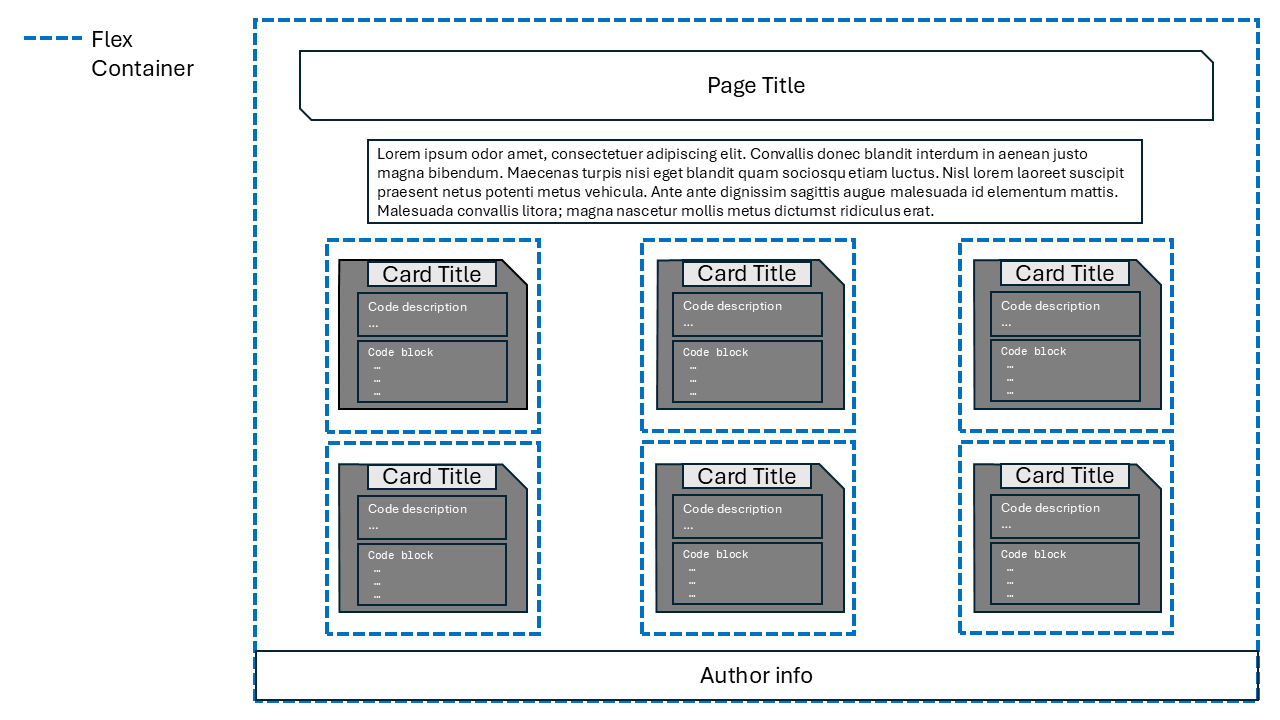 Flex
Container
Page Title
Lorem ipsum odor amet, consectetuer adipiscing elit. Convallis donec blandit interdum in aenean justo
magna bibendum. Maecenas turpis nisi eget blandit quam sociosqu etiam luctus. Nisl lorem laoreet suscipit
praesent netus potenti metus vehicula. Ante ante dignissim sagittis augue malesuada id elementum mattis.
Malesuada convallis litora; magna nascetur mollis metus dictumst ridiculus erat.
Card Title
Code description
...
Code block
…
…
…
Card Title
Code description
...
Code block
…
…
…
Card Title
Code description
...
Code block
…
…
…
Card Title
Code description
...
Code block
…
…
…
Card Title
Code description
...
Code block
…
…
…
Card Title
Code description
...
Code block
…
…
…
Author info